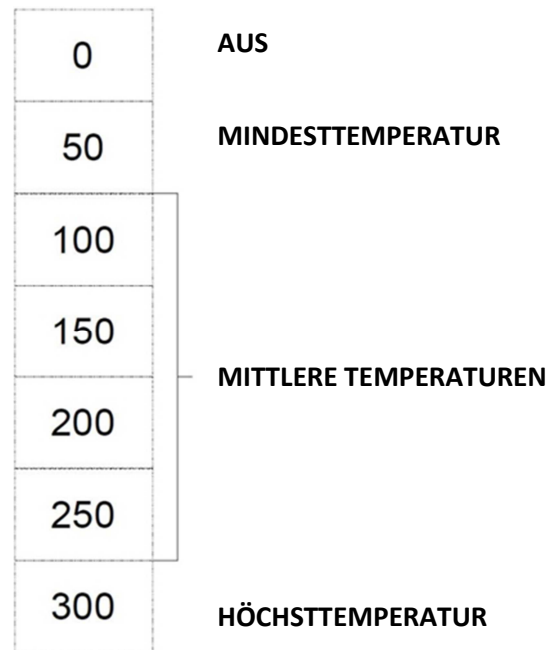 0 AUS
50 MINDESTTEMPERATUR
100
150
MITTLERE TEMPERATUREN
200
250
300 HÖCHSTTEMPERATUR